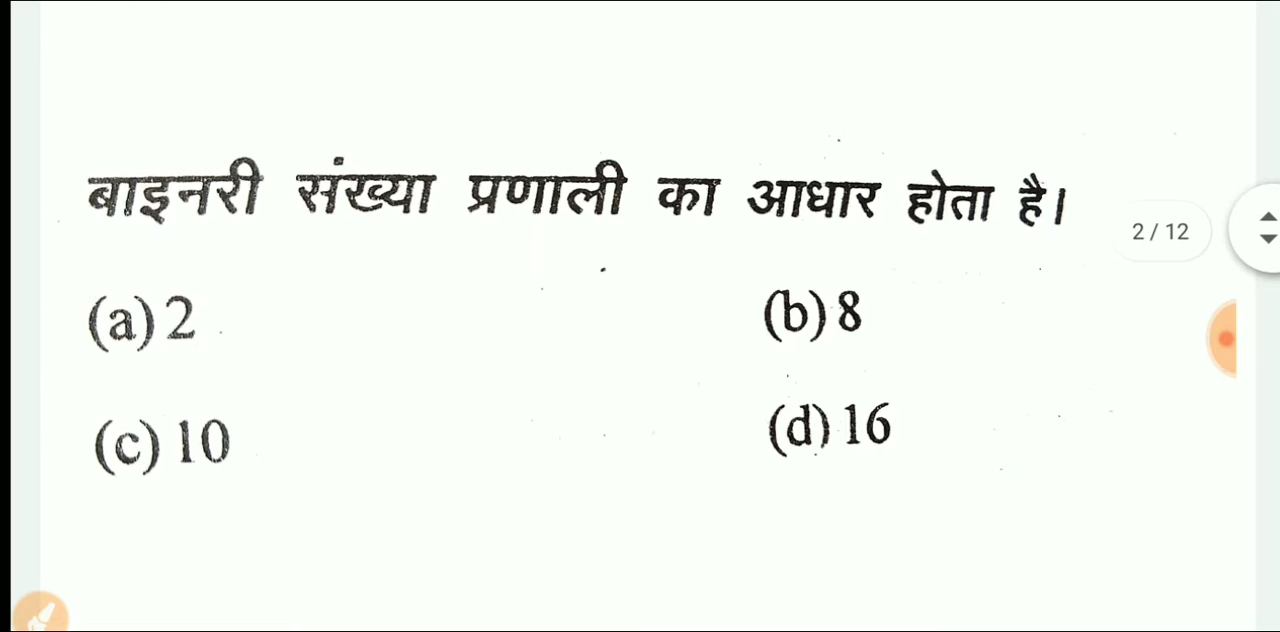 बाइनरी संख्या प्रणाली का आधार होता है।
2 / 12
(a) 2
(b) 8
(c) 10
(d) 16